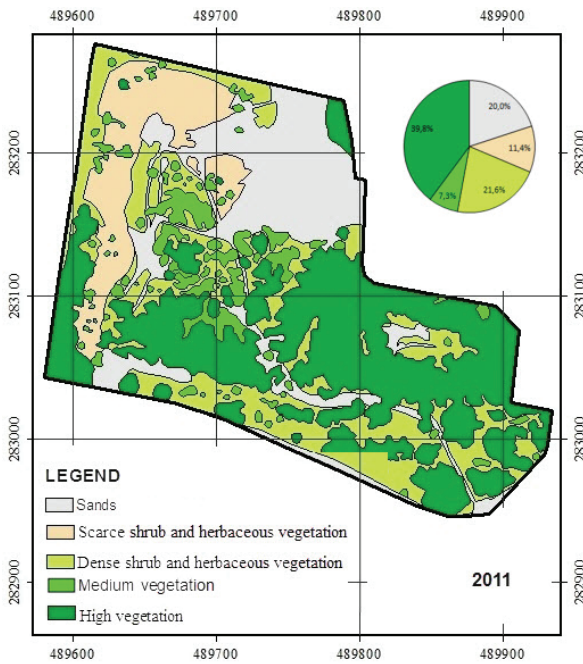 489600 489700 489800 489900
20,0%
39,8%
11,4%
7,3%
21,6%
283200 283200
283100 283100
283000 283000
282900 282900
LEGEND
Sands
Scarce shrub and herbaceous vegetation
Dense shrub and herbaceous vegetation
Medium vegetation
High vegetation
2011
489600 489700 489800 489900